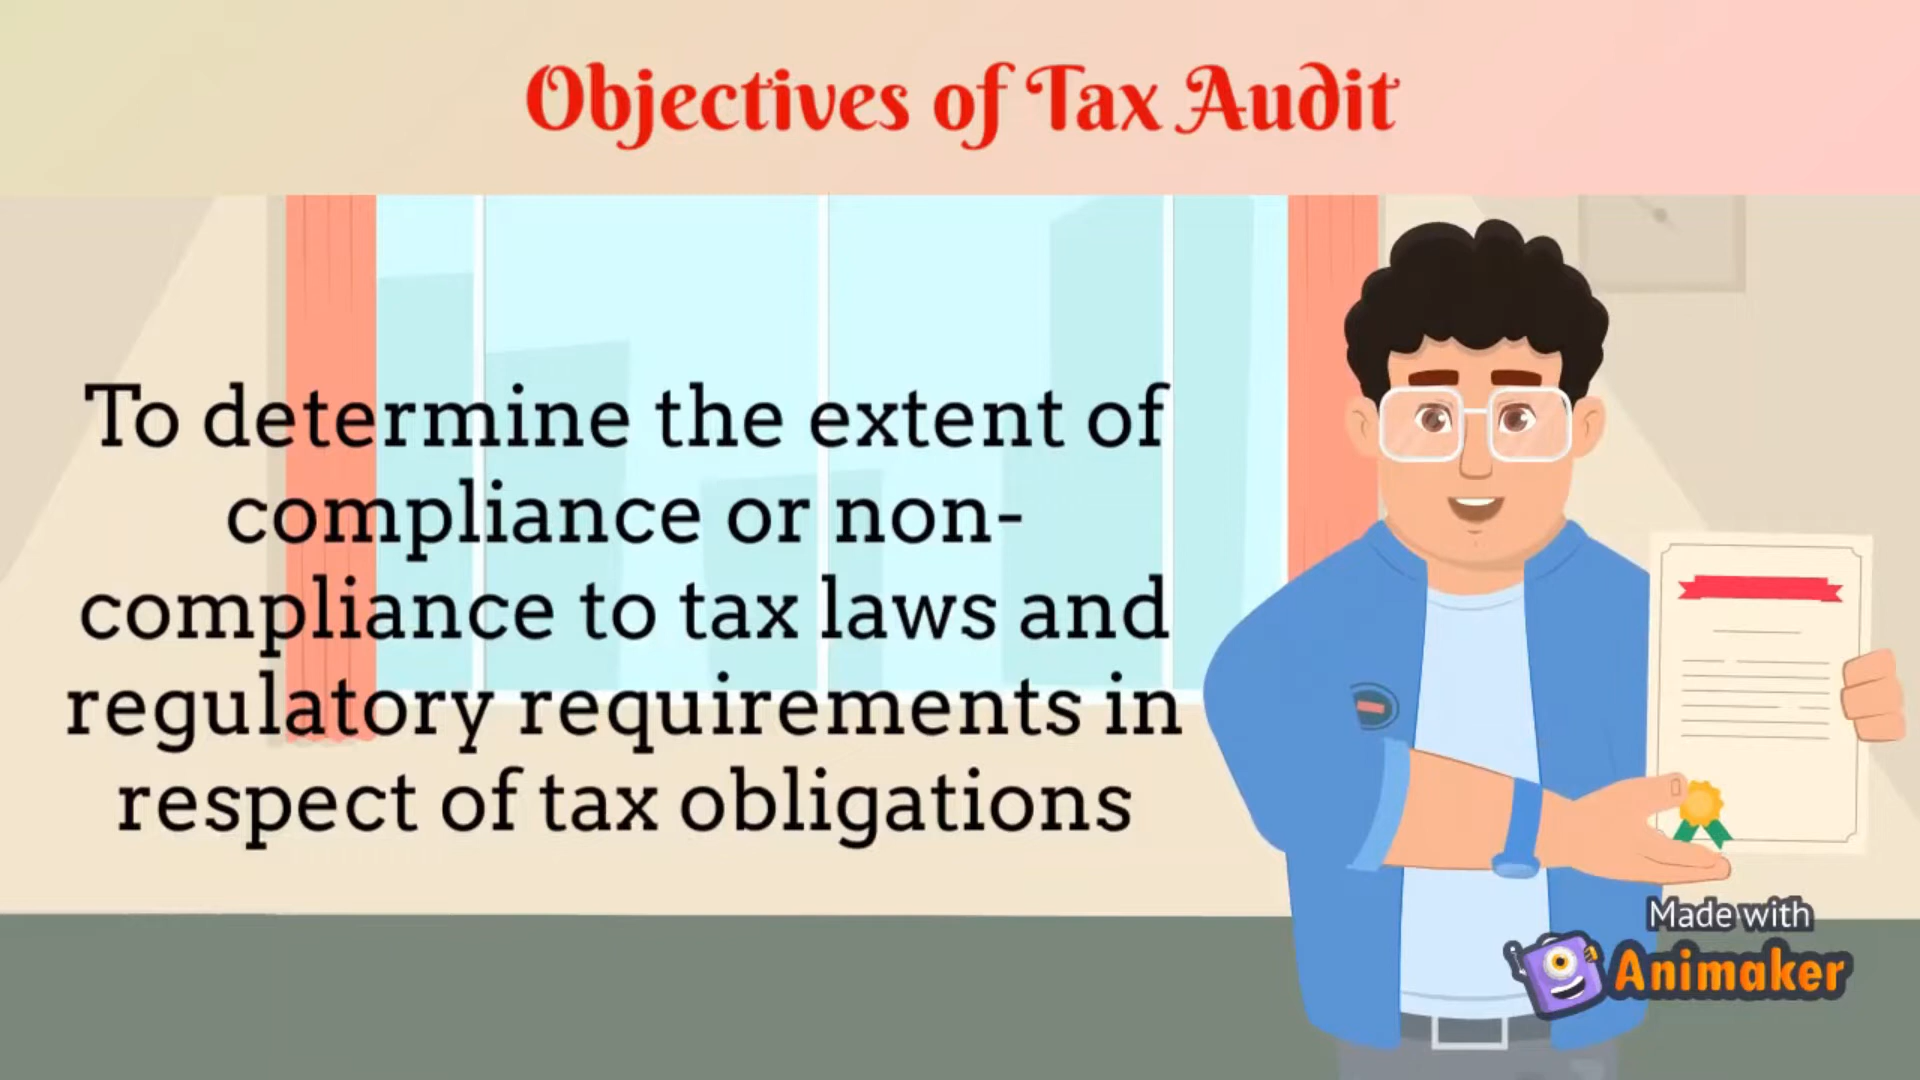 Objectives of Tax Audit
To determine the extent of
compliance or non-
compliance to tax laws and
regulatory requirements in
respect of tax obligations
Made with
Animaker